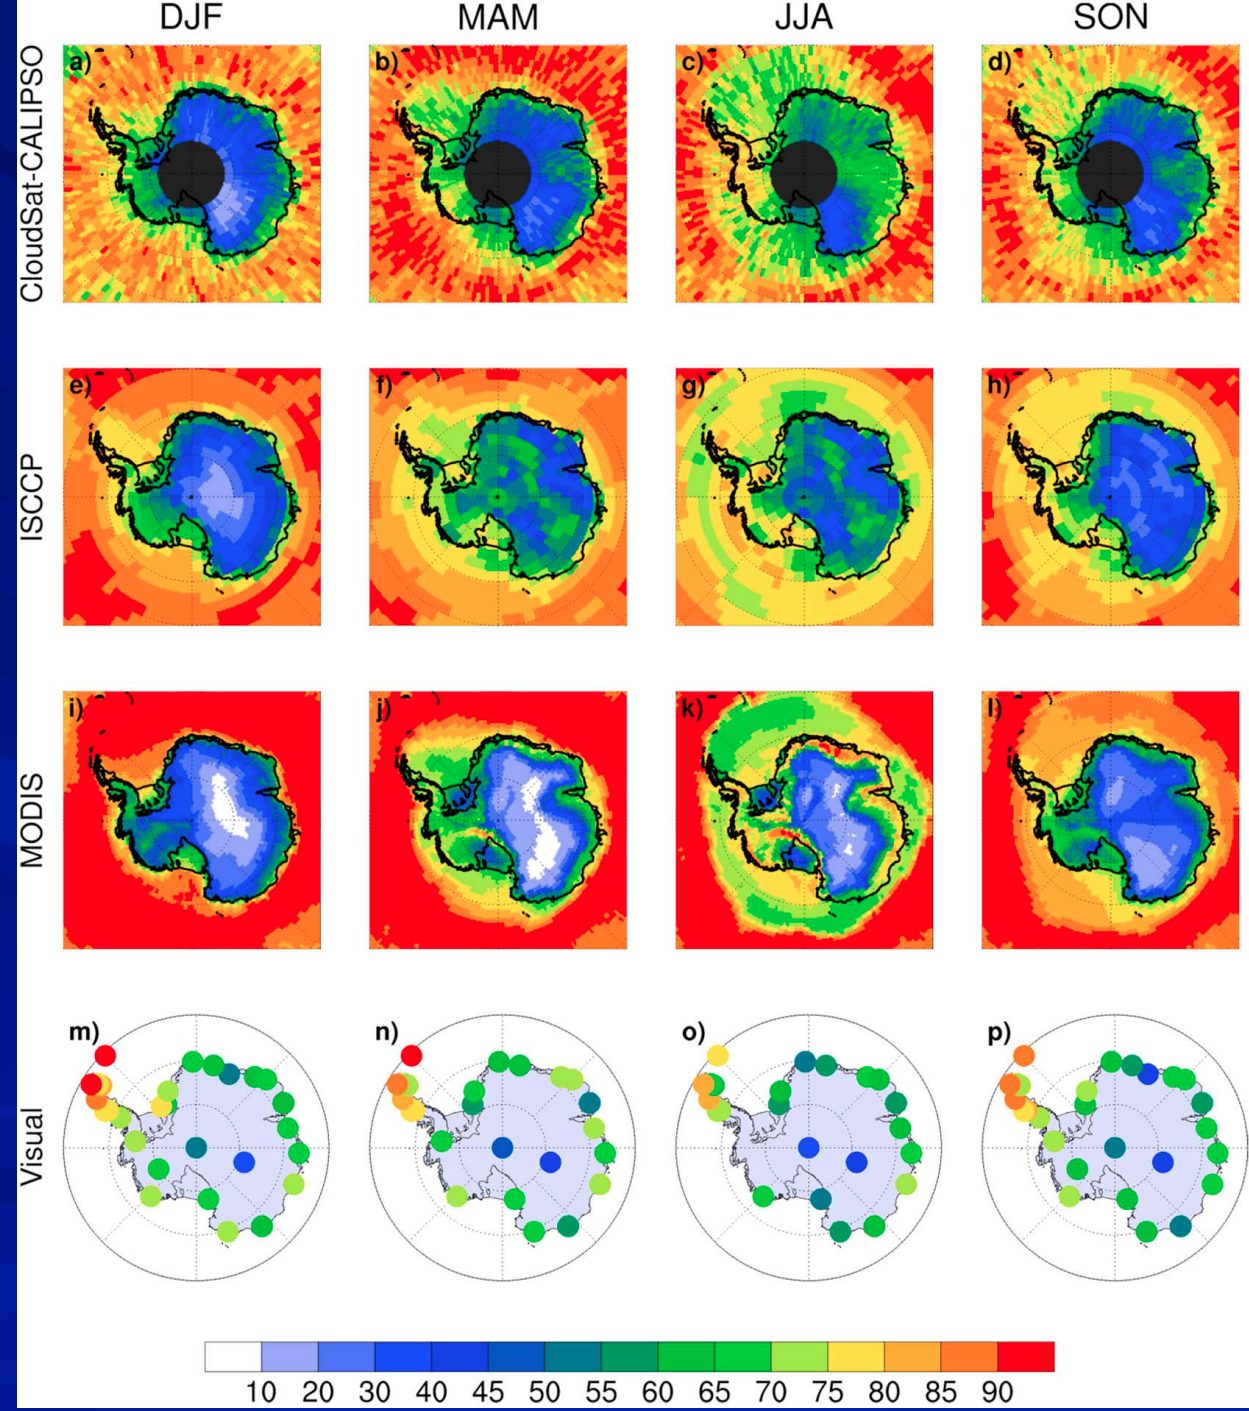 DJF MAM JJA SON
CloudSat-CALIPSO
a) b) c) d)
ISCCP
e) f) g) h)
MODIS
i) j) k) l)
Visual
m) n) o) p)
10 20 30 40 45 50 55 60 65 70 75 80 85 90